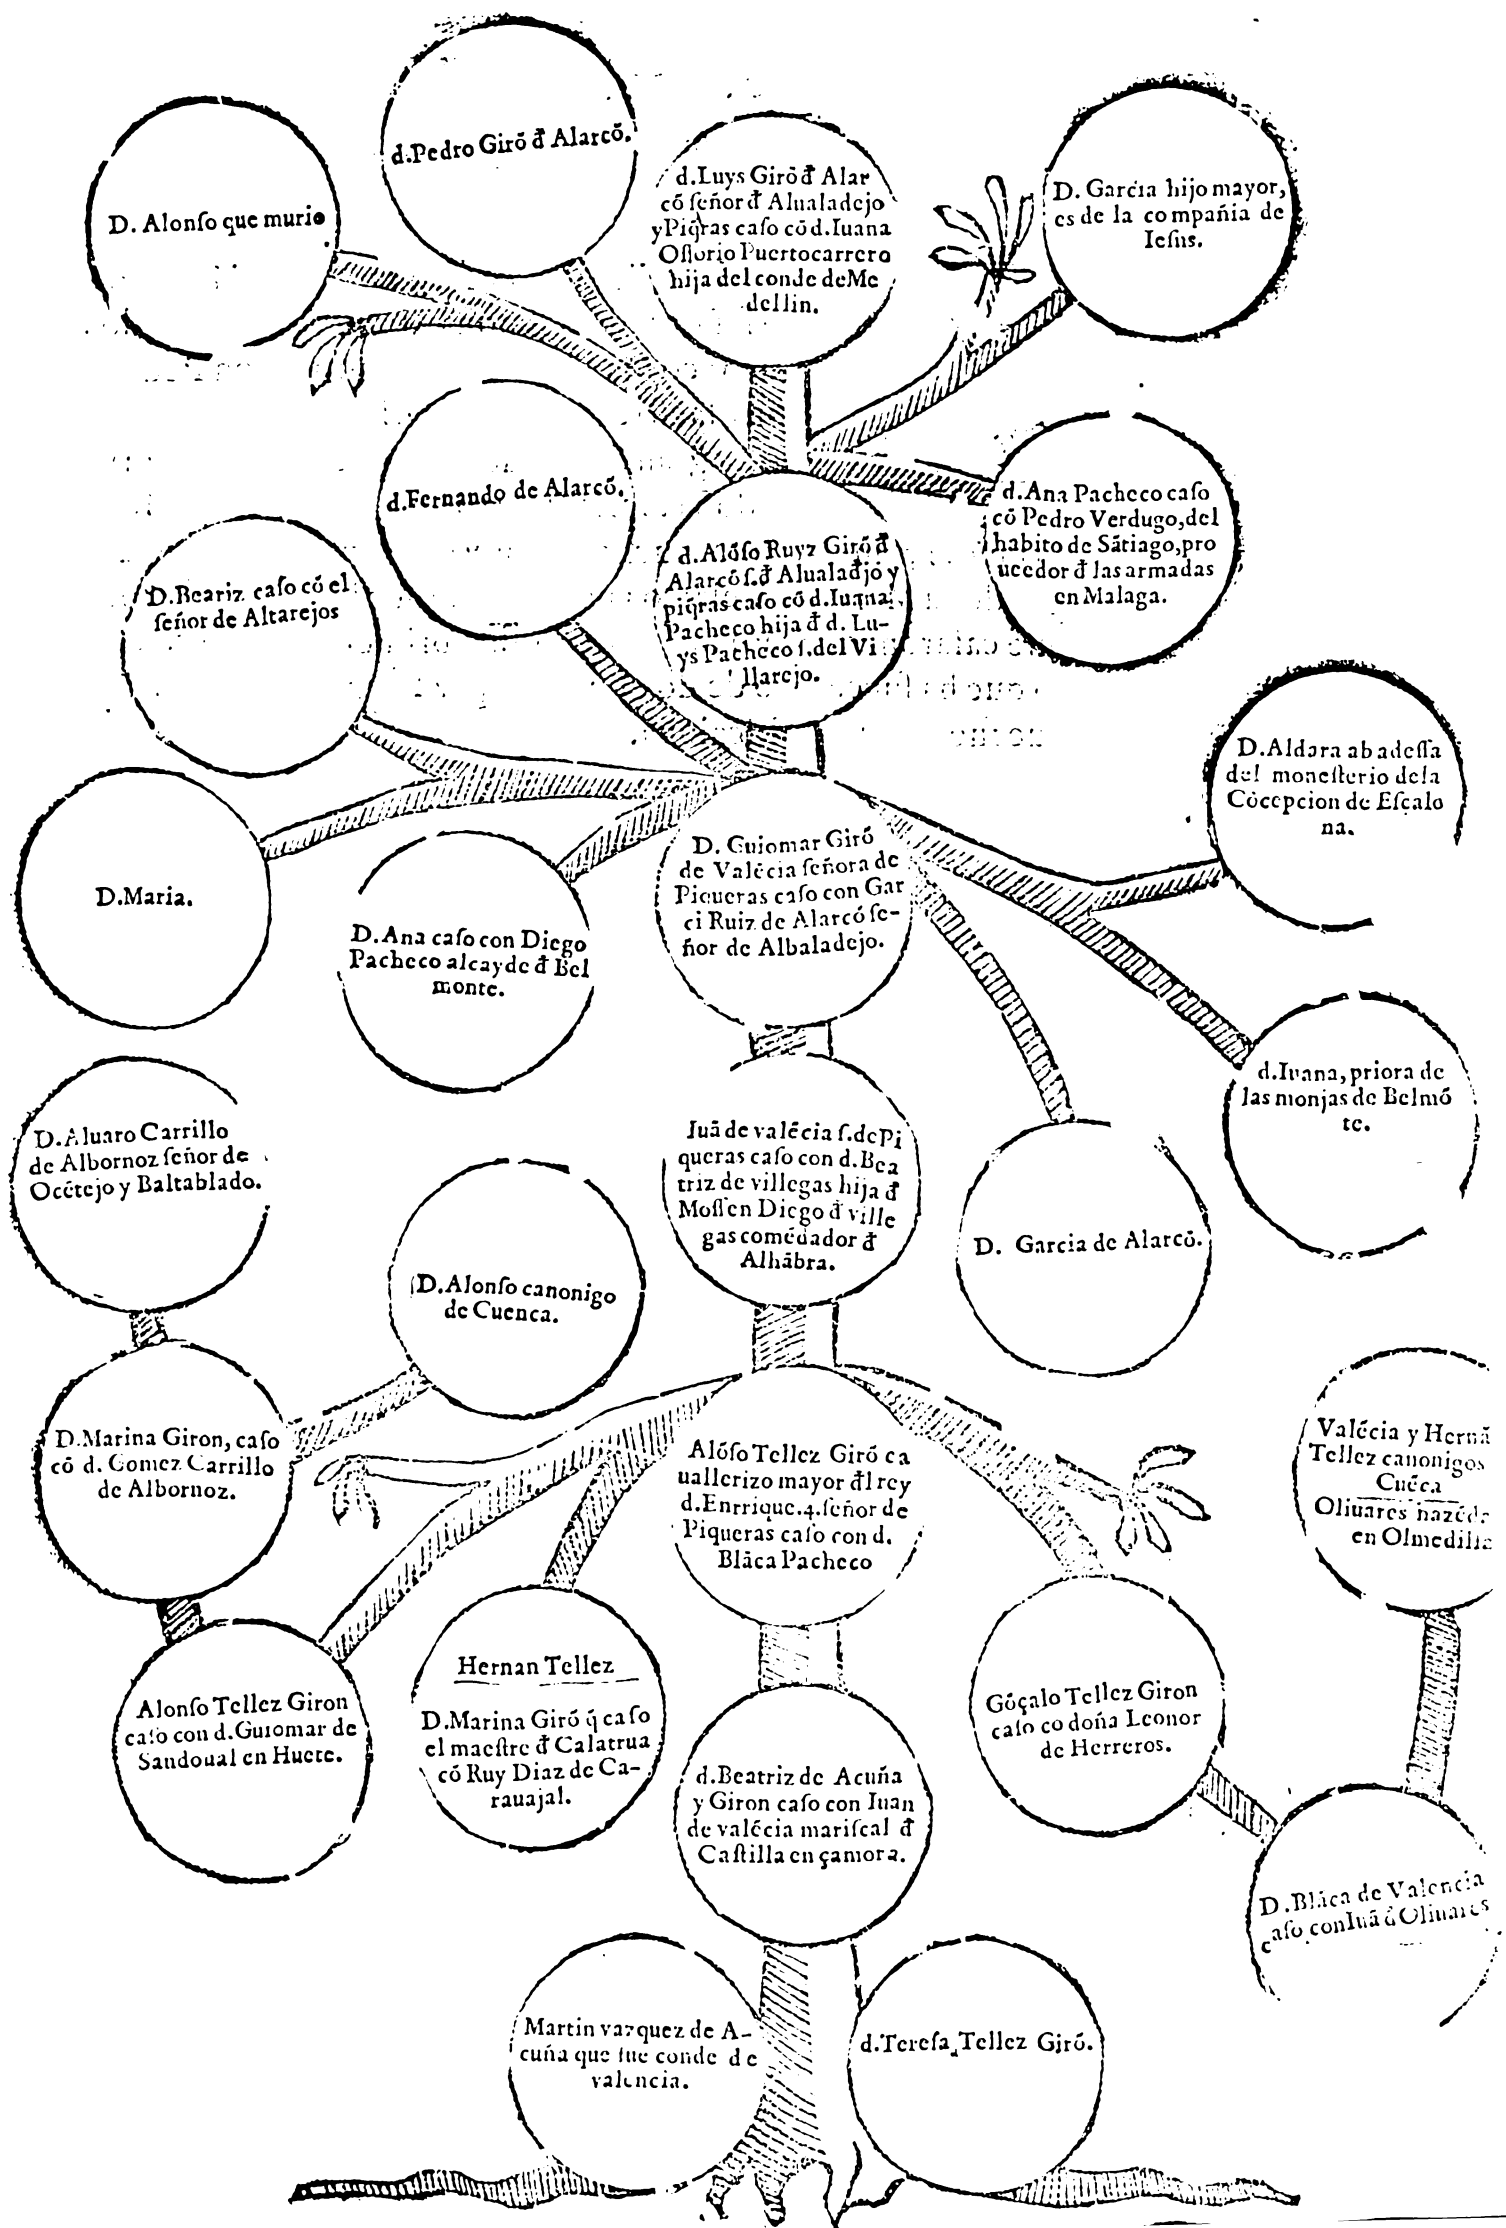 d.Pedro Girõ đ Alarcõ.
D. Alonſo que murio
d.Luys Girõ đ Alar
cõ ſeñor đ Alualadejo
y Piq̃ras caſo cõ d.Iuana
Oſſorio Puertocarrero
hija del conde de Me
dellin.
D. Garcia hijo mayor,
es de la compañia de
Ieſus.
d.Fernando de Alarcõ.
d.Ana Pacheco caſo
cõ Pedro Verdugo, del
habito de Sãtiago, pro
ueedor đ las armadas
en Malaga.
d.Alõſo Ruyz Girõ đ
Alarcõ ſ.đ Alualađjo y
piq̃ras caſo cõ d.Iuana
Pacheco hija đ d. Lu-
ys Pacheco ſ.del Vi
llarejo.
D.Beariz caſo cõ el
ſeñor de Altarejos
D.Aldara abadeſſa
del moneſterio dela
Cõcepcion de Eſcalo
na.
D.Maria.
D.Ana caſo con Diego
Pacheco alcayde đ Bel
monte.
D. Guiomar Girõ
de Valẽcia ſeñora de
Piqueras caſo con Gar
ci Ruiz de Alarcõ ſe-
ñor de Albaladejo.
d.Iuana, priora de
las monjas de Belmõ
te.
D.Aluaro Carrillo
de Albornoz ſeñor de
Ocẽtejo y Baltablado.
Iuã de valẽcia ſ.de Pi
queras caſo con d.Bea
triz de villegas hija đ
Moſſen Diego đ ville
gas comẽdador đ
Alhãbra.
D. Garcia de Alarcõ.
D.Alonſo canonigo
de Cuenca.
D.Marina Giron, caſo
cõ d. Gomez Carrillo
de Albornoz.
Alõſo Tellez Girõ ca
uallerizo mayor đl rey
d.Enrrique.4.ſeñor de
Piqueras caſo con d.
Blãca Pacheco
Valẽcia y Hernã
Tellez canonigos
Cuẽca
Oliuares hazẽda
en Olmedilla
Alonſo Tellez Giron
caſo con d.Guiomar de
Sandoual en Huete.
Hernan Tellez
D.Marina Girõ q̃ caſo
el maeſtre đ Calatrua
cõ Ruy Diaz de Ca-
rauajal.
Gõçalo Tellez Giron
caſo co doña Leonor
de Herreros.
d.Beatriz de Acuña
y Giron caſo con Iuan
de valẽcia mariſcal đ
Caſtilla en çamora.
D.Blãca de Valencia
caſo con Iuã đ Oliuares
Martin vazquez de A-
cuña que fue conde de
valencia.
d.Tereſa Tellez Girõ.